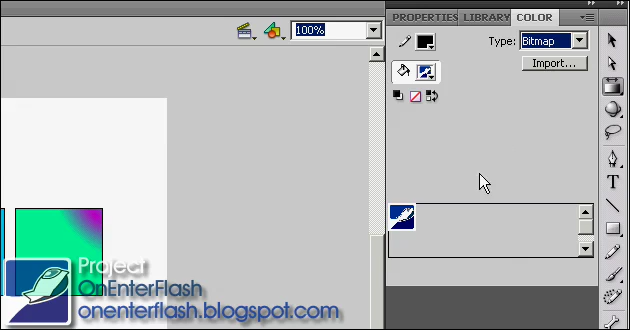 PROPERTIES LIBRARY COLOR
100%
Type: Bitmap
Import...
T
Project
OnEnterFlash
onenterflash.blogspot.com